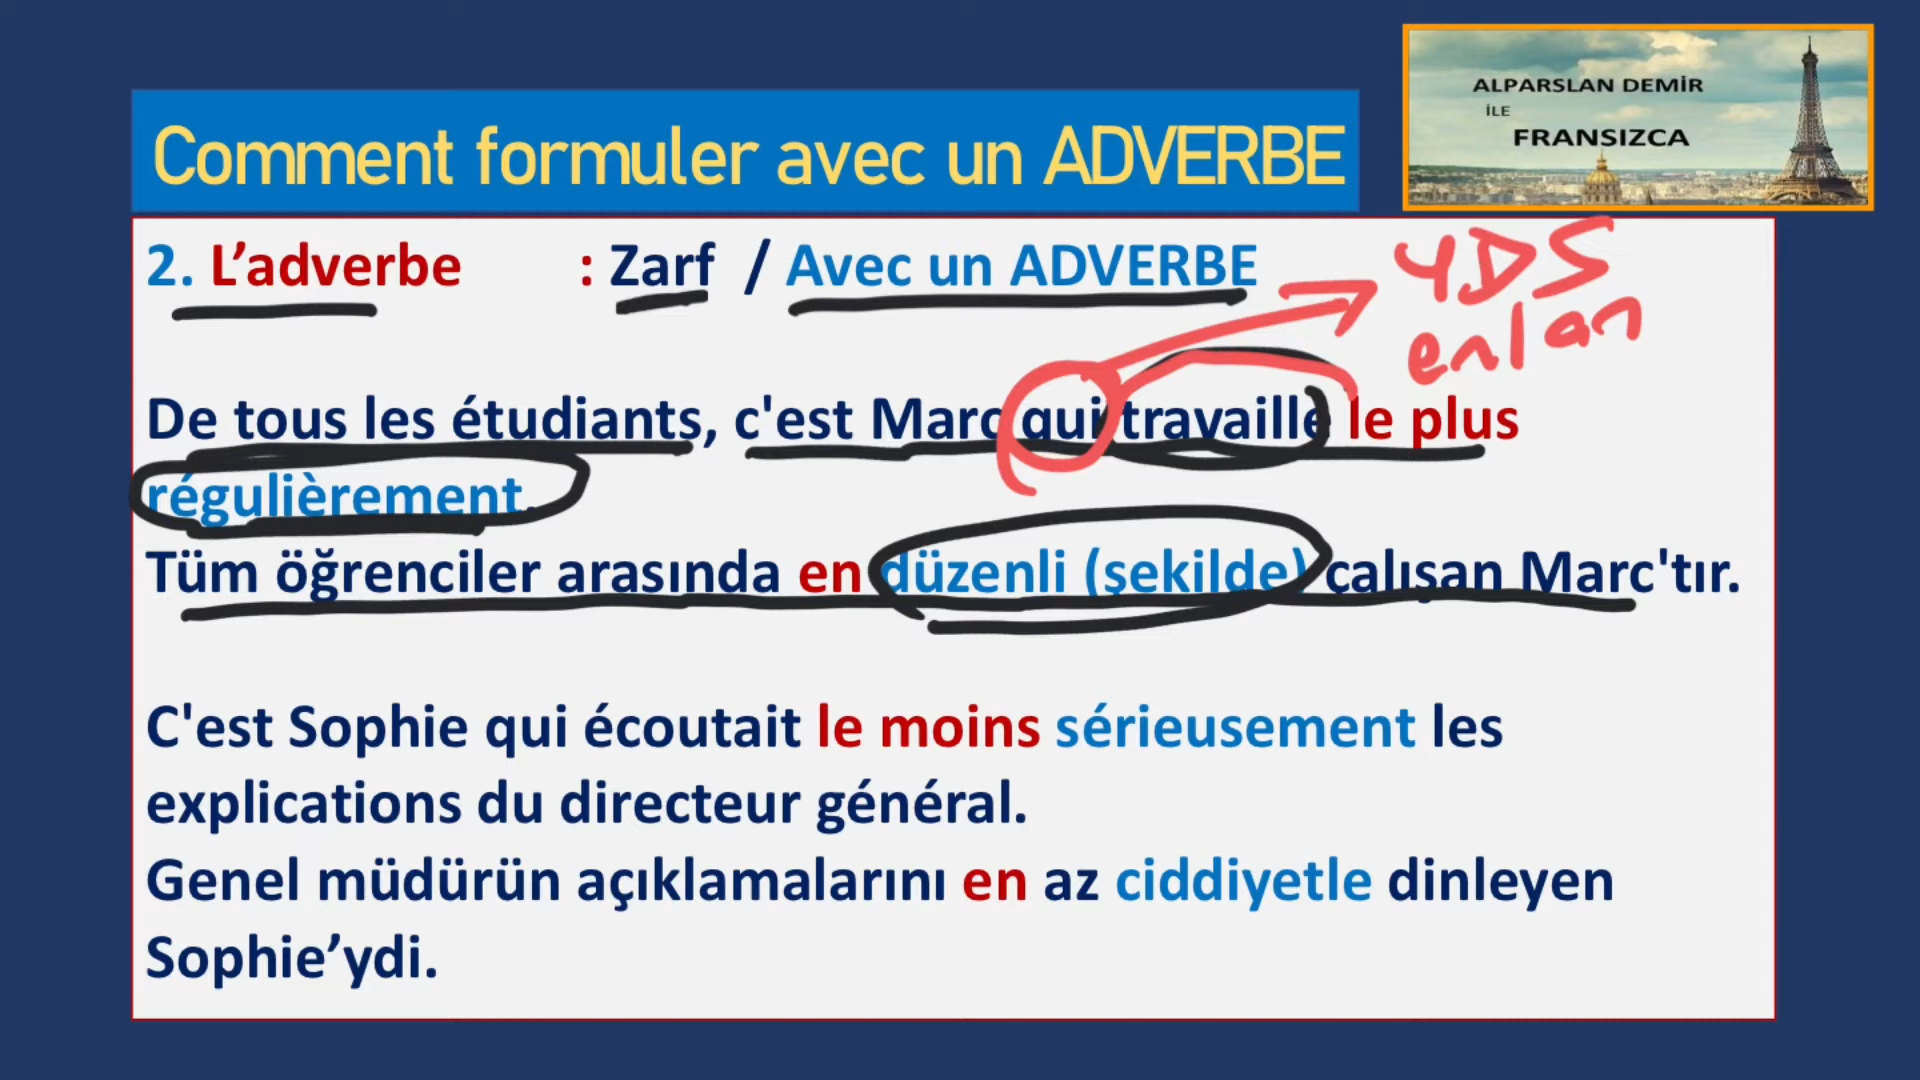 ALPARSLAN DEMİR
İLE
FRANSIZCA
Comment formuler avec un ADVERBE
2. L’adverbe : Zarf / Avec un ADVERBE
YDS
en an
De tous les étudiants, c'est Marc qui travaille le plus
régulièrement.
Tüm öğrenciler arasında en düzenli (şekilde) çalışan Marc'tır.
C'est Sophie qui écoutait le moins sérieusement les
explications du directeur général.
Genel müdürün açıklamalarını en az ciddiyetle dinleyen
Sophie’ydi.